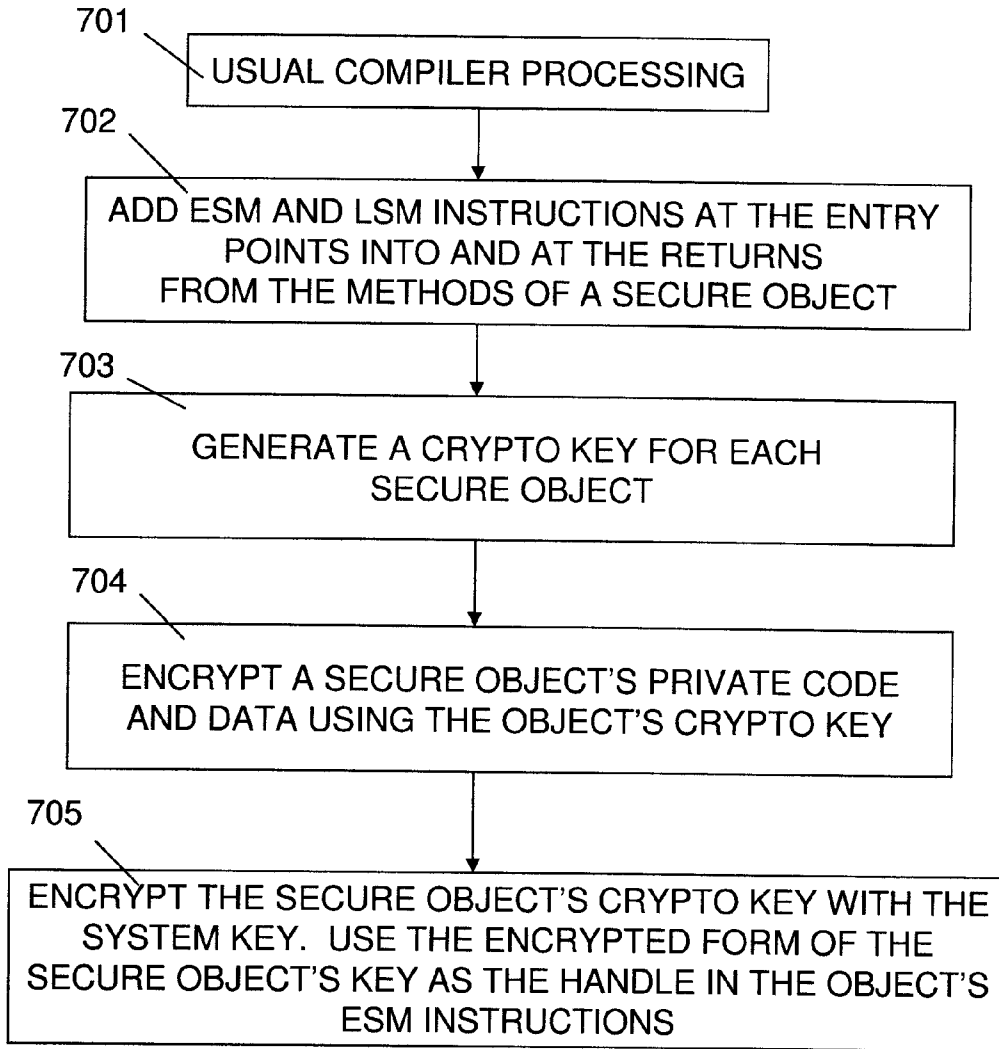 701
USUAL COMPILER PROCESSING
702
ADD ESM AND LSM INSTRUCTIONS AT THE ENTRY
POINTS INTO AND AT THE RETURNS
FROM THE METHODS OF A SECURE OBJECT
703
GENERATE A CRYPTO KEY FOR EACH
SECURE OBJECT
704
ENCRYPT A SECURE OBJECT'S PRIVATE CODE
AND DATA USING THE OBJECT'S CRYPTO KEY
705
ENCRYPT THE SECURE OBJECT'S CRYPTO KEY WITH THE
SYSTEM KEY. USE THE ENCRYPTED FORM OF THE
SECURE OBJECT'S KEY AS THE HANDLE IN THE OBJECT'S
ESM INSTRUCTIONS